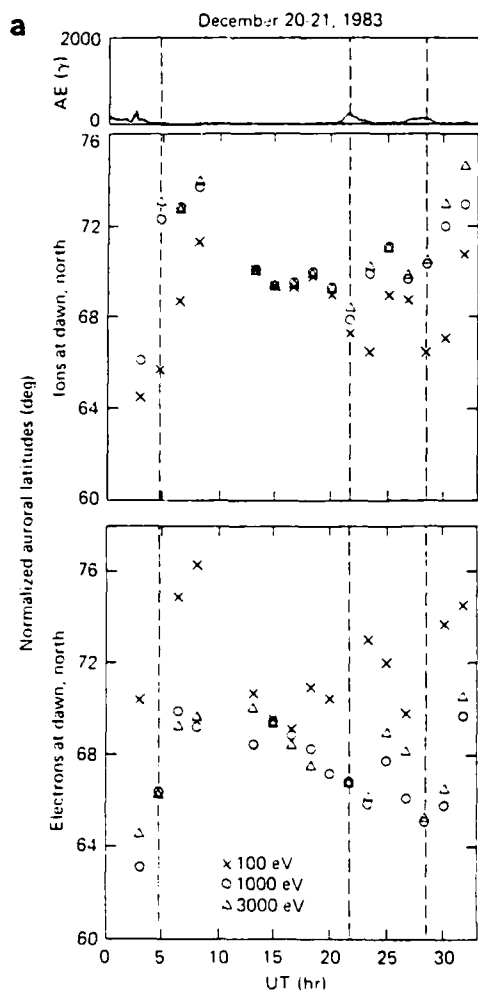 a
December 20-21, 1983
AE (γ)
2000
0
Normalized auroral latitudes (deg)
Ions at dawn, north
76
72
68
64
60
Electrons at dawn, north
76
72
68
64
60
× 100 eV
○ 1000 eV
△ 3000 eV
0 5 10 15 20 25 30
UT (hr)